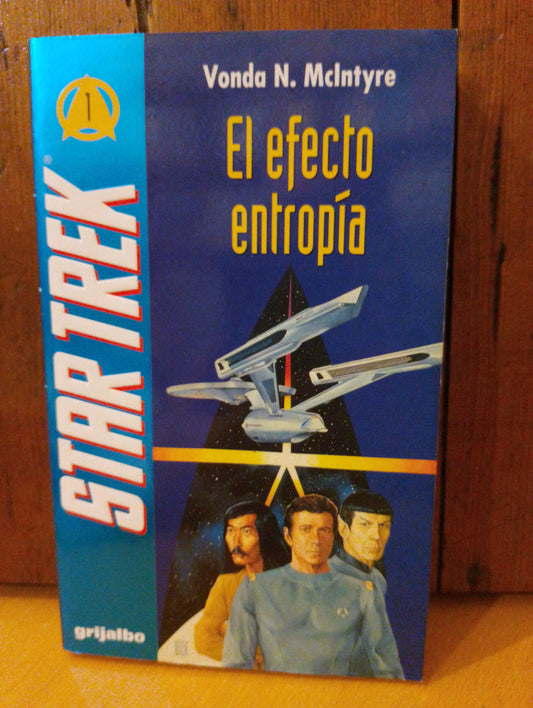 Vonda N. McIntyre
El efecto
entropía
1
STAR TREK®
grijalbo